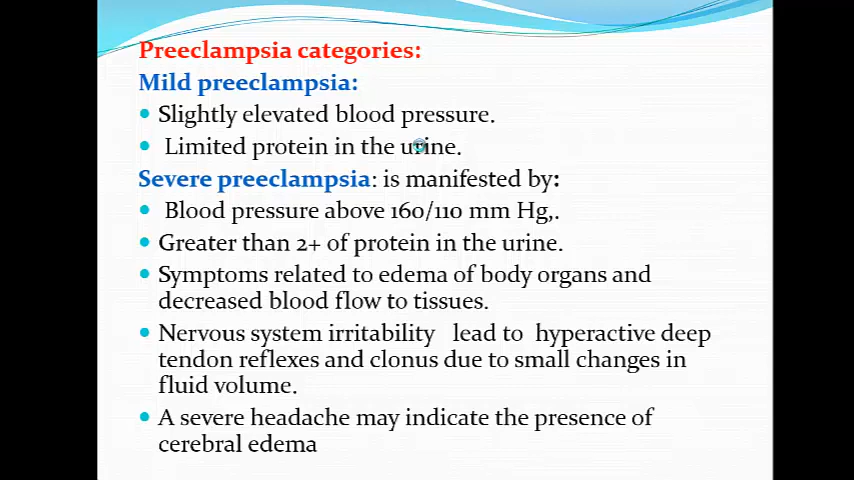 Preeclampsia categories:
Mild preeclampsia:
• Slightly elevated blood pressure.
• Limited protein in the urine.
Severe preeclampsia: is manifested by:
• Blood pressure above 160/110 mm Hg,.
• Greater than 2+ of protein in the urine.
• Symptoms related to edema of body organs and
decreased blood flow to tissues.
• Nervous system irritability lead to hyperactive deep
tendon reflexes and clonus due to small changes in
fluid volume.
• A severe headache may indicate the presence of
cerebral edema